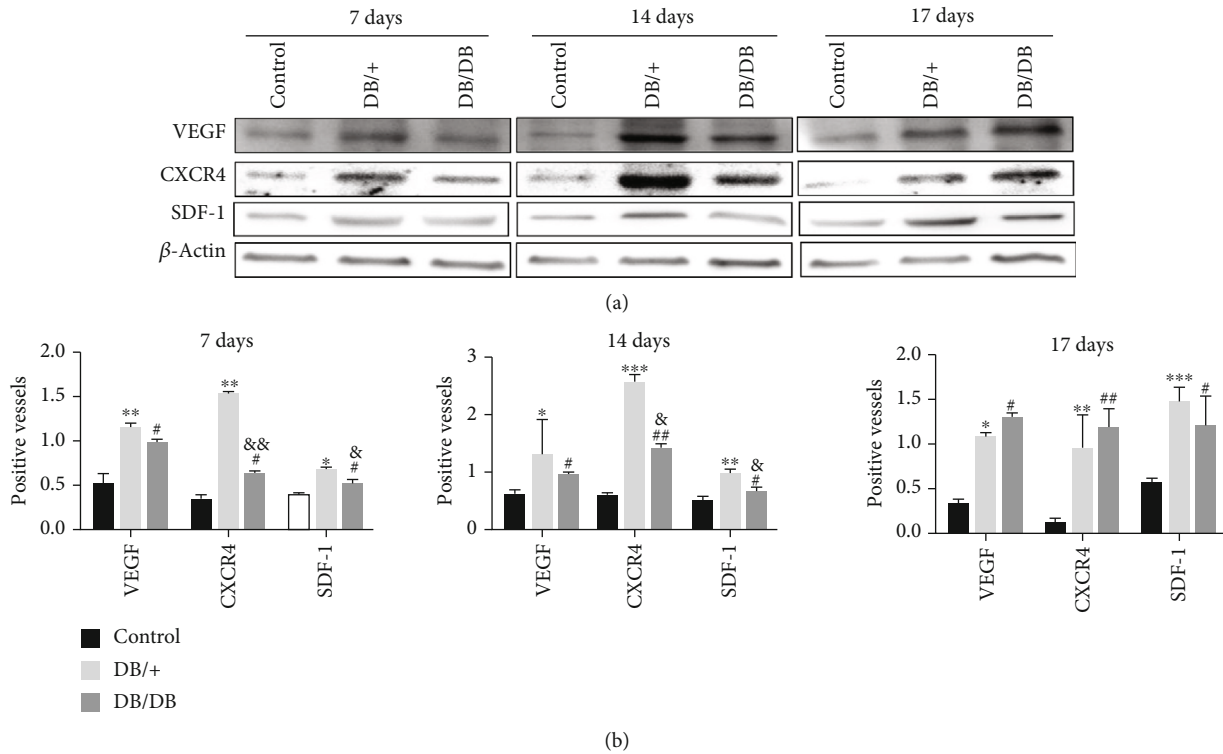 7 days 14 days 17 days
Control DB/+ DB/DB Control DB/+ DB/DB Control DB/+ DB/DB
VEGF
CXCR4
SDF-1
β-Actin
(a)
7 days
2.0
1.5
1.0
0.5
0.0
Positive vessels
** # ** && # * & #
VEGF CXCR4 SDF-1
14 days
3
2
1
0
Positive vessels
* # *** & ## ** & #
VEGF CXCR4 SDF-1
17 days
2.0
1.5
1.0
0.5
0.0
Positive vessels
* # ** ## *** #
VEGF CXCR4 SDF-1
Control
DB/+
DB/DB
(b)